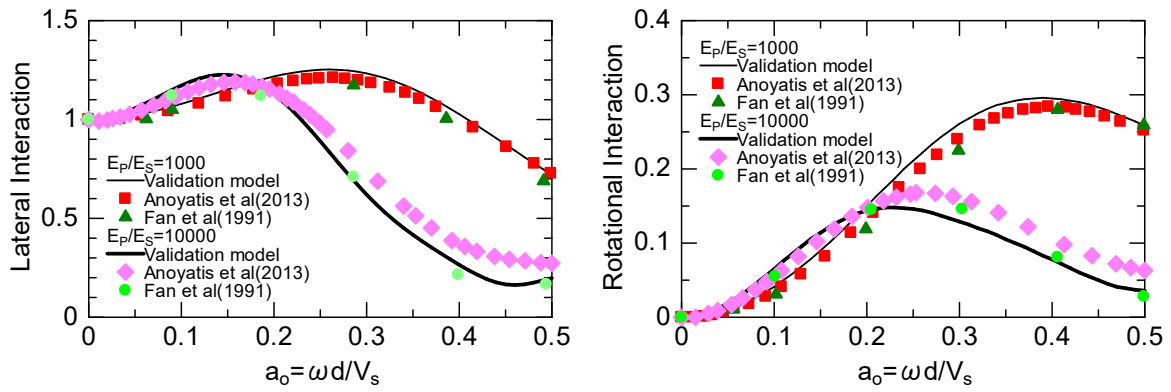 Lateral Interaction
1.5
1
0.5
0
E_P/E_S=1000
Validation model
Anoyatis et al(2013)
Fan et al(1991)
E_P/E_S=10000
Validation model
Anoyatis et al(2013)
Fan et al(1991)
0 0.1 0.2 0.3 0.4 0.5
a_o=ωd/V_s
Rotational Interaction
0.4
0.3
0.2
0.1
0
E_P/E_S=1000
Validation model
Anoyatis et al(2013)
Fan et al(1991)
E_P/E_S=10000
Validation model
Anoyatis et al(2013)
Fan et al(1991)
0 0.1 0.2 0.3 0.4 0.5
a_o=ωd/V_s